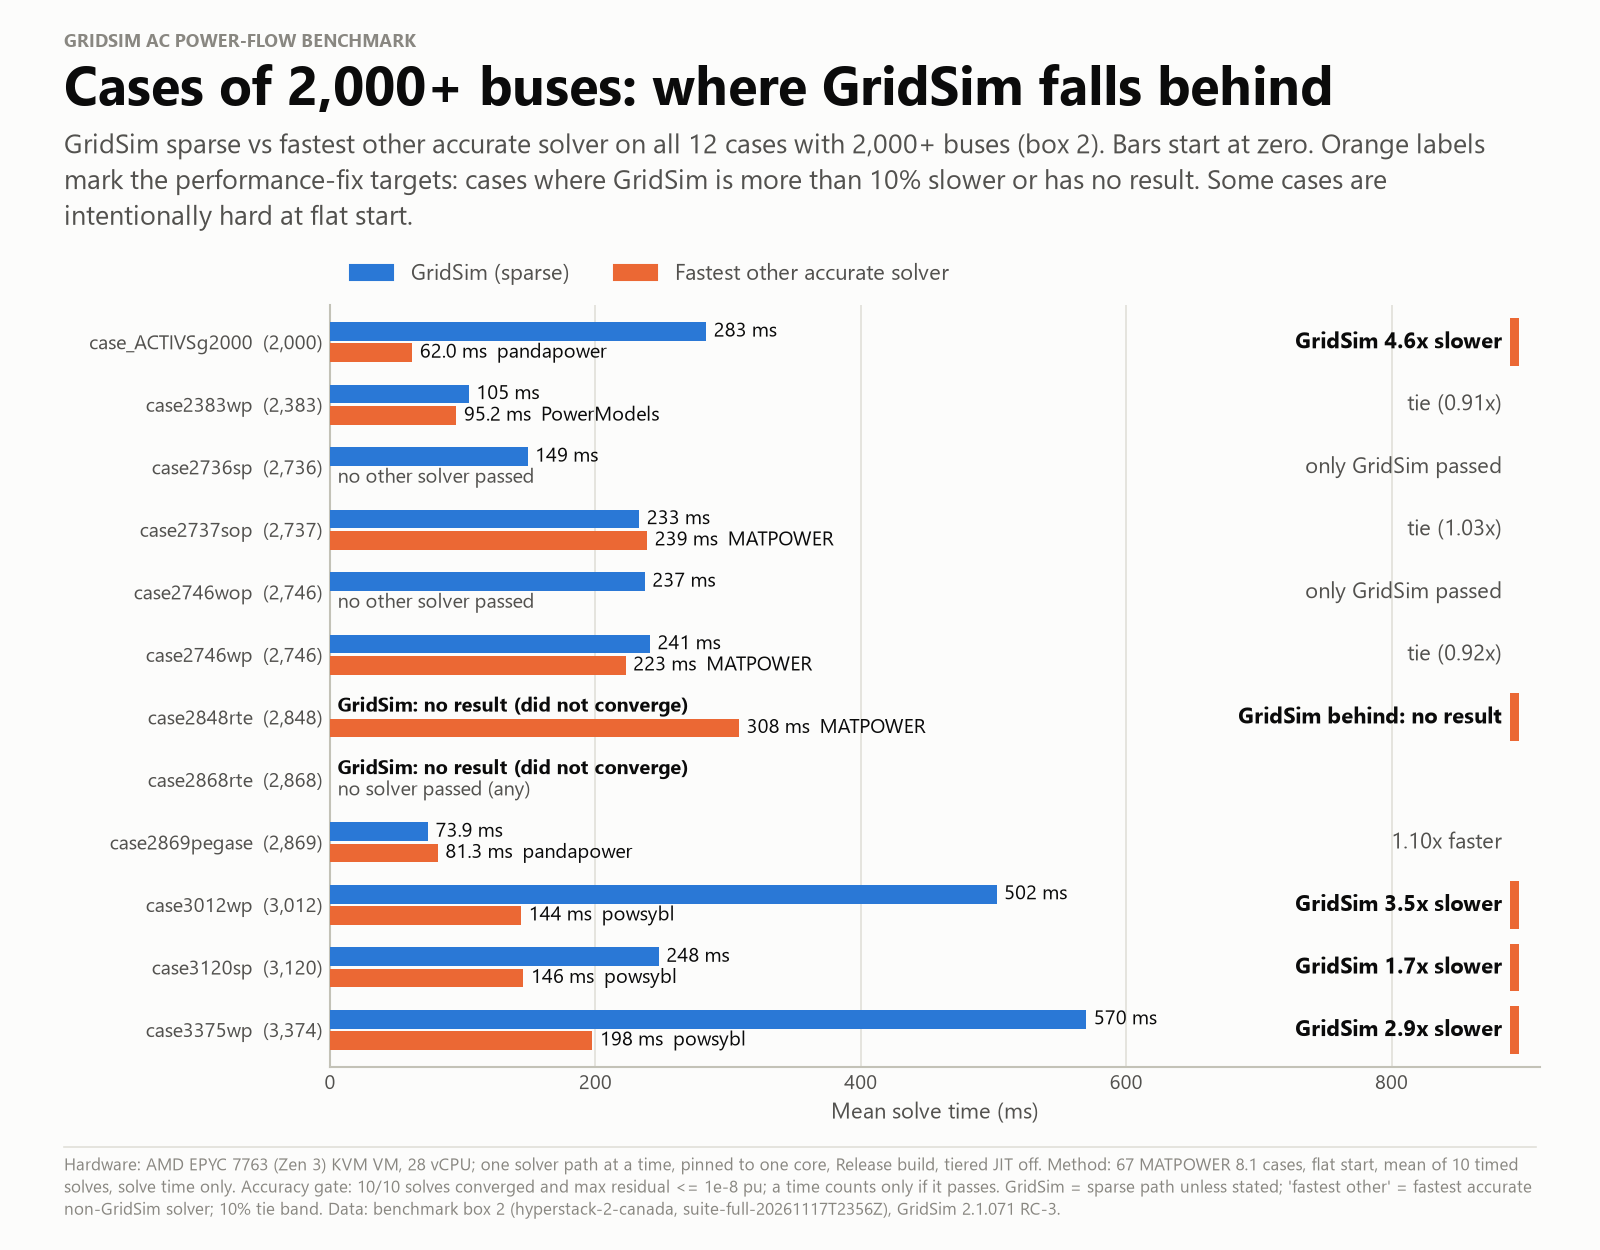 GRIDSIM AC POWER-FLOW BENCHMARK
Cases of 2,000+ buses: where GridSim falls behind
GridSim sparse vs fastest other accurate solver on all 12 cases with 2,000+ buses (box 2). Bars start at zero. Orange labels
mark the performance-fix targets: cases where GridSim is more than 10% slower or has no result. Some cases are
intentionally hard at flat start.
GridSim (sparse) Fastest other accurate solver
case_ACTIVSg2000 (2,000) 283 ms GridSim 4.6x slower
62.0 ms pandapower
case2383wp (2,383) 105 ms tie (0.91x)
95.2 ms PowerModels
case2736sp (2,736) 149 ms only GridSim passed
no other solver passed
case2737sop (2,737) 233 ms tie (1.03x)
239 ms MATPOWER
case2746wop (2,746) 237 ms only GridSim passed
no other solver passed
case2746wp (2,746) 241 ms tie (0.92x)
223 ms MATPOWER
case2848rte (2,848) GridSim: no result (did not converge) GridSim behind: no result
308 ms MATPOWER
case2868rte (2,868) GridSim: no result (did not converge)
no solver passed (any)
case2869pegase (2,869) 73.9 ms 1.10x faster
81.3 ms pandapower
case3012wp (3,012) 502 ms GridSim 3.5x slower
144 ms powsybl
case3120sp (3,120) 248 ms GridSim 1.7x slower
146 ms powsybl
case3375wp (3,374) 570 ms GridSim 2.9x slower
198 ms powsybl
0 200 400 600 800
Mean solve time (ms)
Hardware: AMD EPYC 7763 (Zen 3) KVM VM, 28 vCPU; one solver path at a time, pinned to one core, Release build, tiered JIT off. Method: 67 MATPOWER 8.1 cases, flat start, mean of 10 timed
solves, solve time only. Accuracy gate: 10/10 solves converged and max residual <= 1e-8 pu; a time counts only if it passes. GridSim = sparse path unless stated; 'fastest other' = fastest accurate
non-GridSim solver; 10% tie band. Data: benchmark box 2 (hyperstack-2-canada, suite-full-20261117T2356Z), GridSim 2.1.071 RC-3.